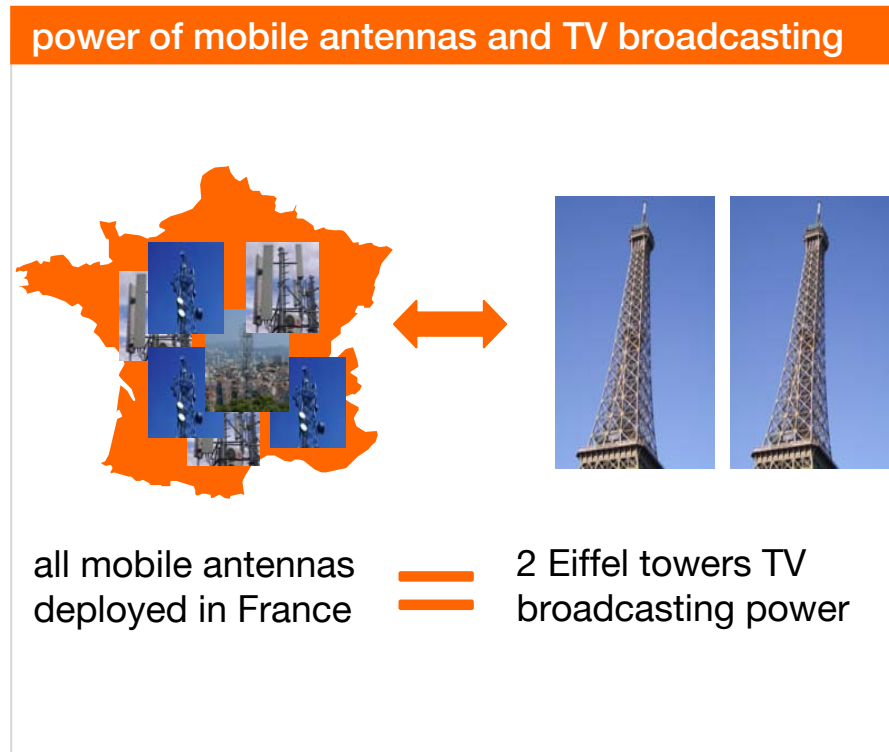 power of mobile antennas and TV broadcasting
all mobile antennas
deployed in France
=
2 Eiffel towers TV
broadcasting power